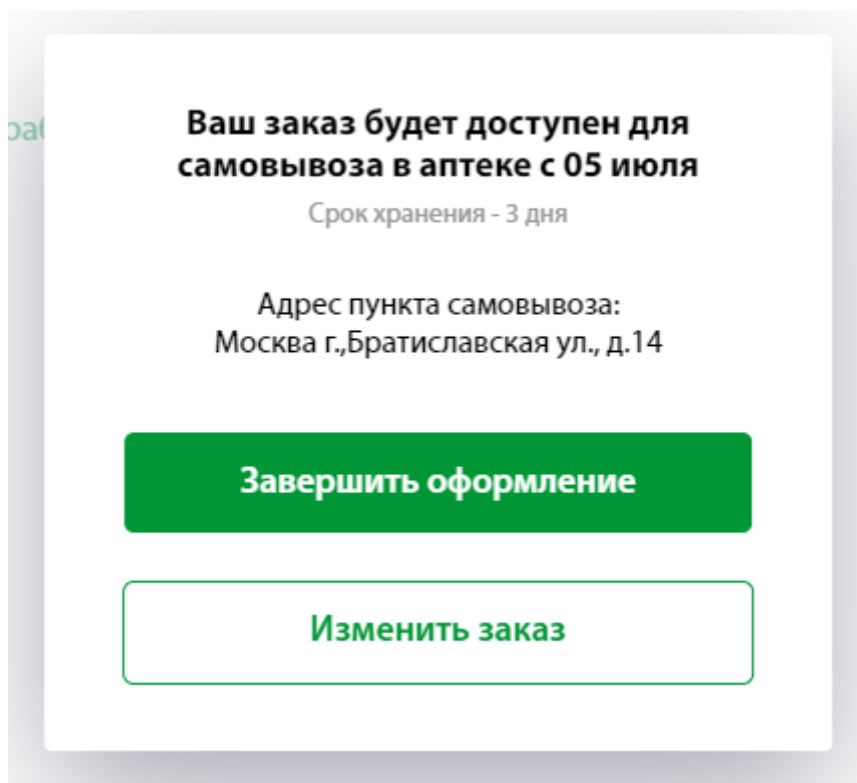 Ваш заказ будет доступен для
самовывоза в аптеке с 05 июля
Срок хранения - 3 дня
Адрес пункта самовывоза:
Москва г.,Братиславская ул., д.14
Завершить оформление
Изменить заказ